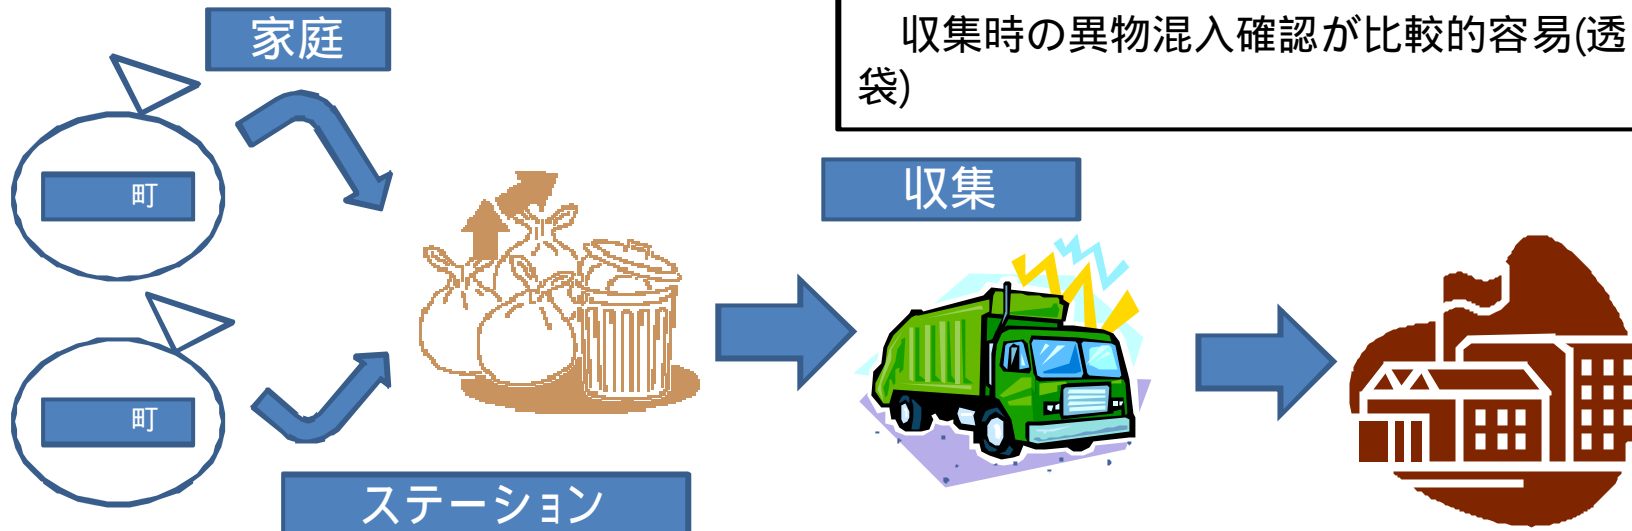 家庭
収集時の異物混入確認が比較的容易(透
袋)
町
収集
町
ステーション